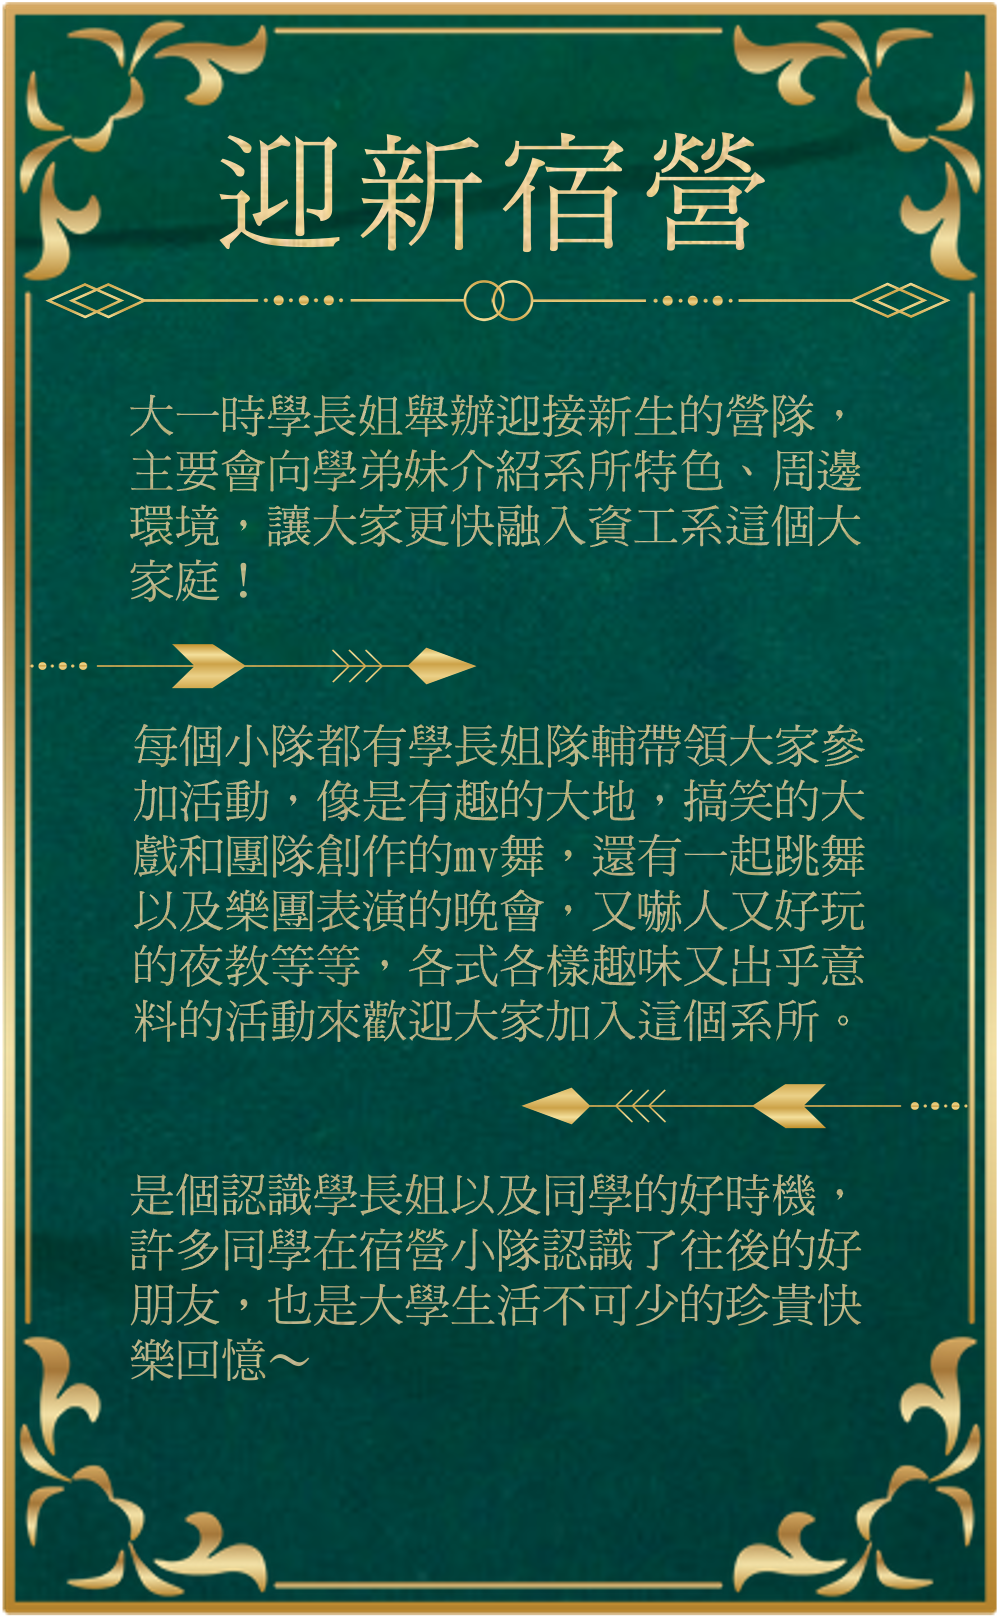 迎新宿營
大一時學長姐舉辦迎接新生的營隊，
主要會向學弟妹介紹系所特色、周邊
環境，讓大家更快融入資工系這個大
家庭！
每個小隊都有學長姐隊輔帶領大家參
加活動，像是有趣的大地，搞笑的大
戲和團隊創作的mv舞，還有一起跳舞
以及樂團表演的晚會，又嚇人又好玩
的夜教等等，各式各樣趣味又出乎意
料的活動來歡迎大家加入這個系所。
是個認識學長姐以及同學的好時機，
許多同學在宿營小隊認識了往後的好
朋友，也是大學生活不可少的珍貴快
樂回憶～